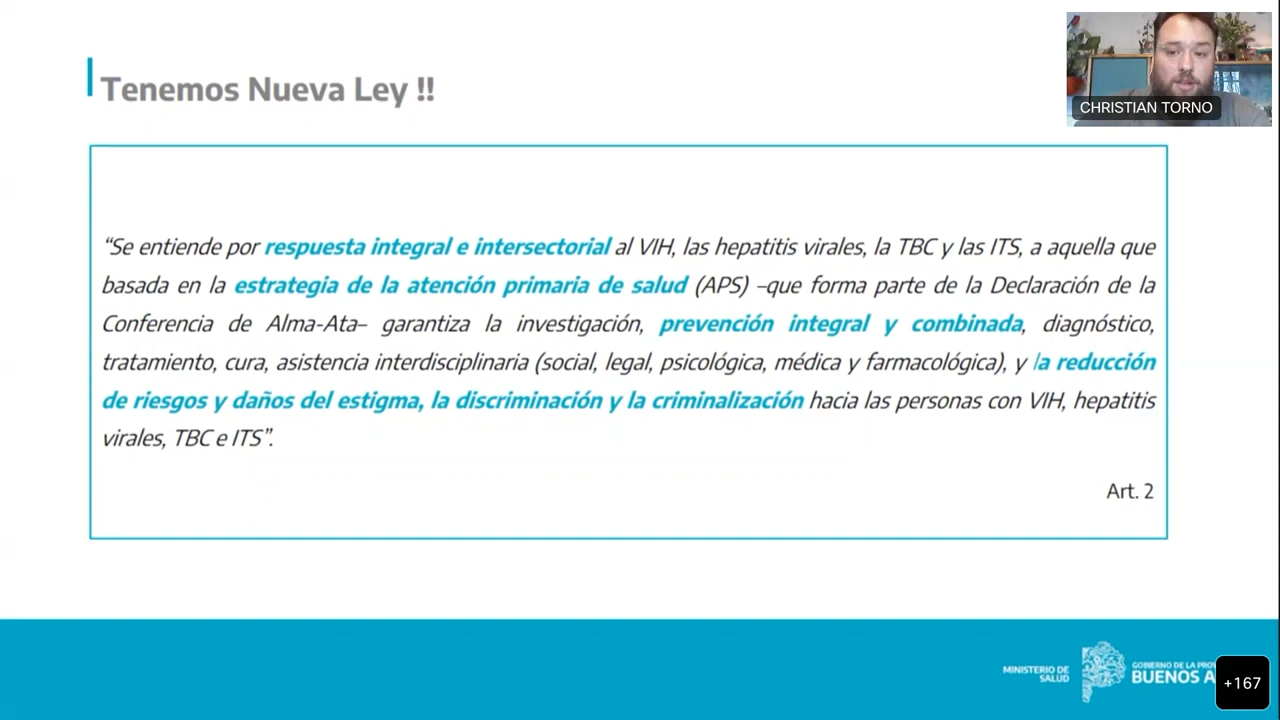 Tenemos Nueva Ley !!
CHRISTIAN TORNO
“Se entiende por respuesta integral e intersectorial al VIH, las hepatitis virales, la TBC y las ITS, a aquella que
basada en la estrategia de la atención primaria de salud (APS) –que forma parte de la Declaración de la
Conferencia de Alma-Ata– garantiza la investigación, prevención integral y combinada, diagnóstico,
tratamiento, cura, asistencia interdisciplinaria (social, legal, psicológica, médica y farmacológica), y la reducción
de riesgos y daños del estigma, la discriminación y la criminalización hacia las personas con VIH, hepatitis
virales, TBC e ITS”.
Art. 2
MINISTERIO DE
SALUD
GOBIERNO DE LA
BUENOS
+167